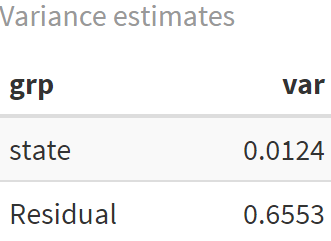 Variance estimates
grp var
state 0.0124
Residual 0.6553